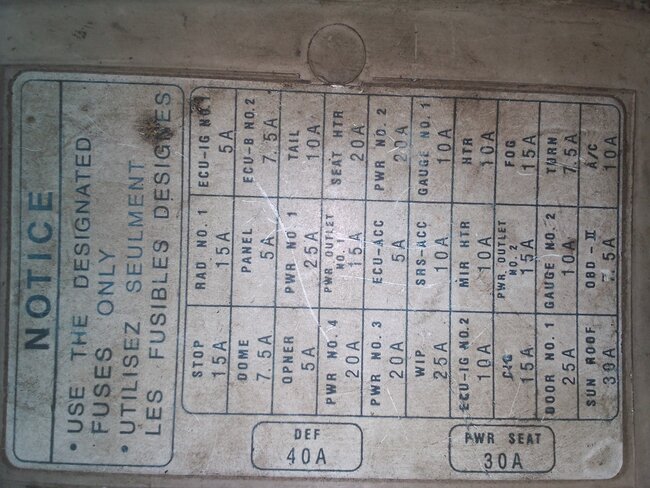 NOTICE
• USE THE DESIGNATED
FUSES ONLY
• UTILISEZ SEULMENT
LES FUSIBLES DESIGNES
DEF
40A
PWR SEAT
30A
STOP RAD NO. 1 ECU-IG NO. 1
15A 15A 5A
DOME PANEL ECU-B NO. 2
7.5A 5A 7.5A
OPNER PWR NO 1 TAIL
5A 25A 10A
PWR NO. 4 PWR OUTLET NO. 1 SEAT HTR
20A 15A 15A
PWR NO. 3 ECU-ACC PWR NO. 2
20A 5A 20A
WIP SRS-ACC GAUGE NO. 1
25A 10A 10A
ECU-IG NO. 2 MIR HTR HTR
10A 10A 10A
CIG PWR OUTLET NO. 2 FOG
15A 15A 15A
DOOR NO. 1 GAUGE NO. 2 TURN
25A 10A 7.5A
SUN ROOF OBD-II A/C
30A 10A